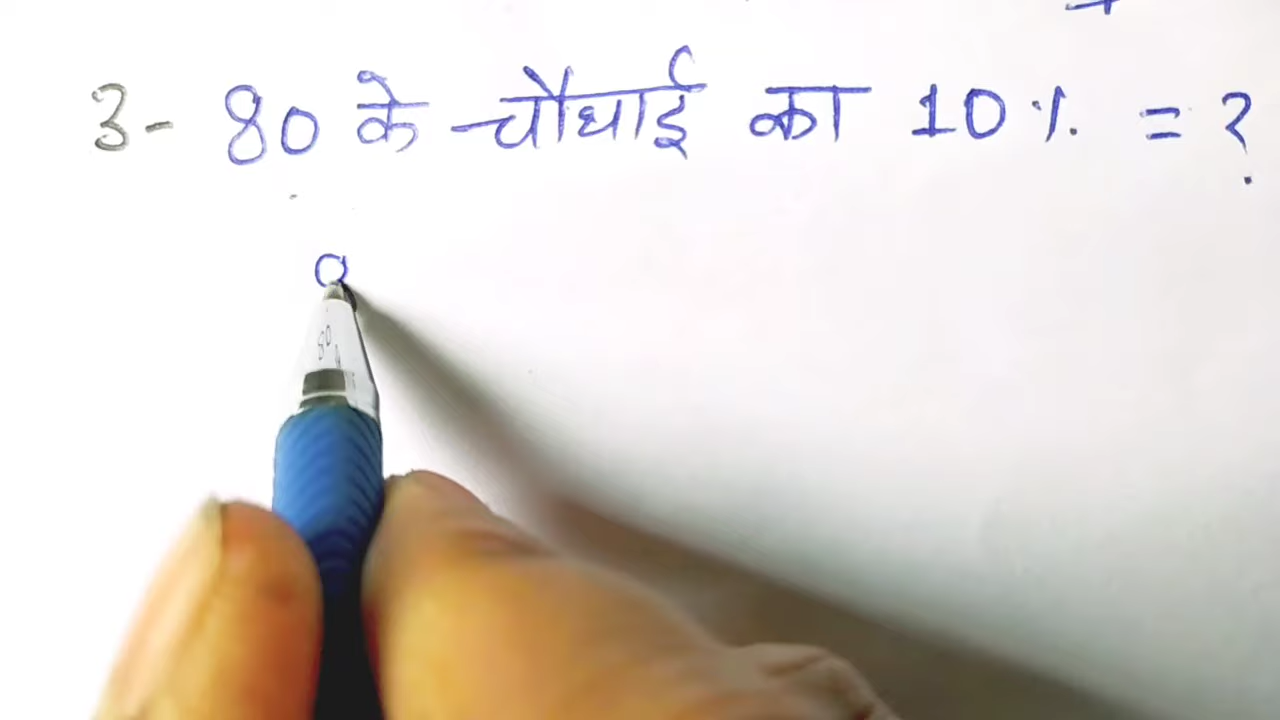 3- 80 के चौथाई का 10% = ?